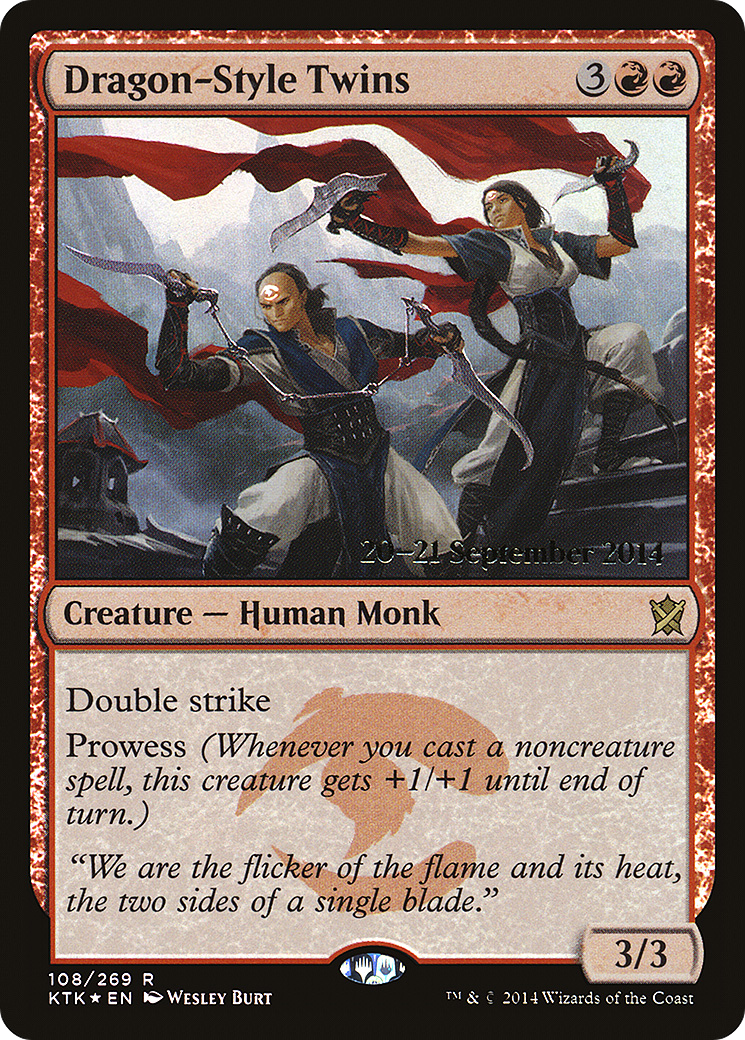 Dragon-Style Twins 3
20–21 September 2014
Creature — Human Monk
Double strike
Prowess (Whenever you cast a noncreature
spell, this creature gets +1/+1 until end of
turn.)
“We are the flicker of the flame and its heat,
the two sides of a single blade.”
3/3
108/269 R
KTK★EN Wesley Burt
™ & © 2014 Wizards of the Coast